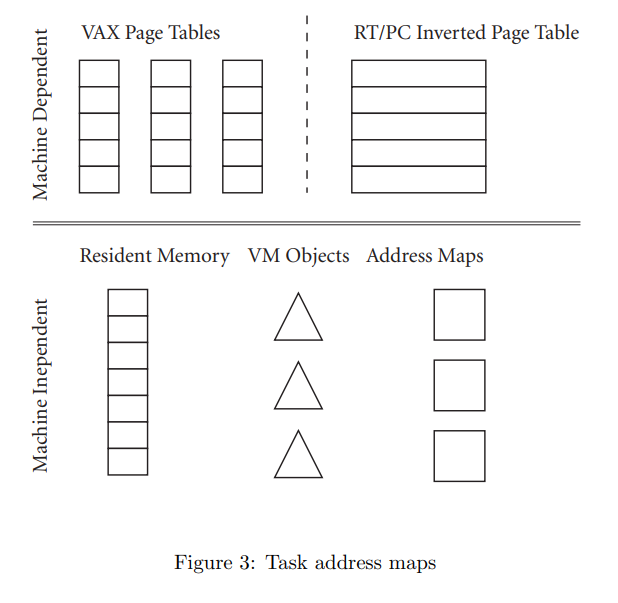 VAX Page Tables
RT/PC Inverted Page Table
Machine Dependent
Resident Memory
VM Objects
Address Maps
Machine Inependent
Figure 3: Task address maps